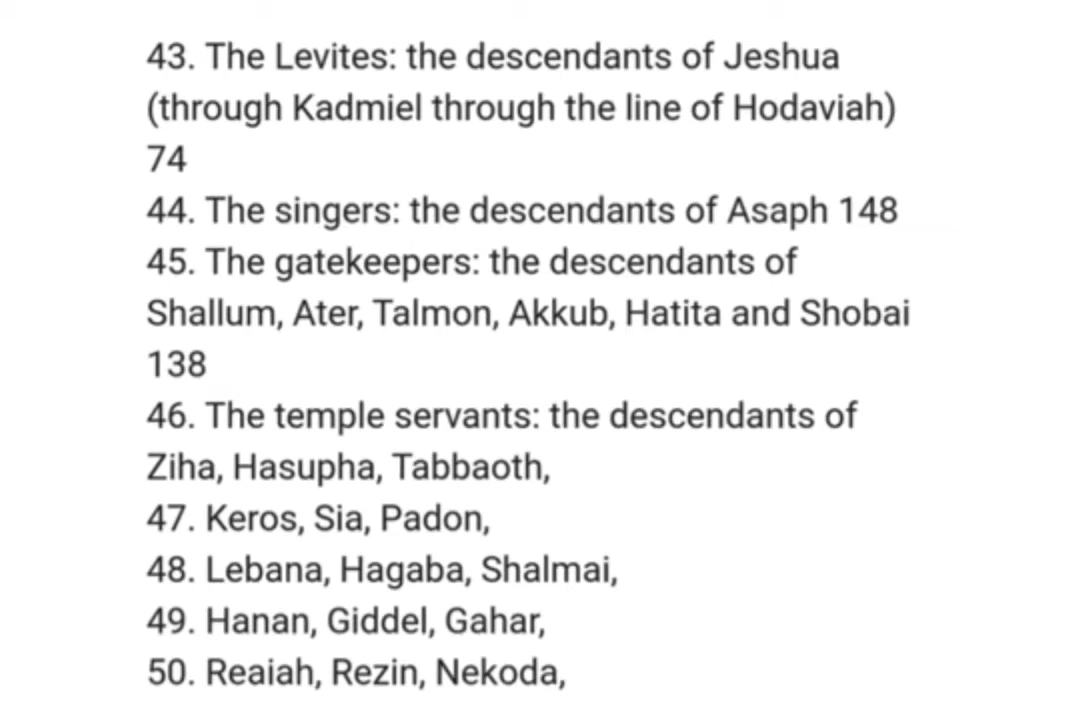 43. The Levites: the descendants of Jeshua
(through Kadmiel through the line of Hodaviah)
74
44. The singers: the descendants of Asaph 148
45. The gatekeepers: the descendants of
Shallum, Ater, Talmon, Akkub, Hatita and Shobai
138
46. The temple servants: the descendants of
Ziha, Hasupha, Tabbaoth,
47. Keros, Sia, Padon,
48. Lebana, Hagaba, Shalmai,
49. Hanan, Giddel, Gahar,
50. Reaiah, Rezin, Nekoda,